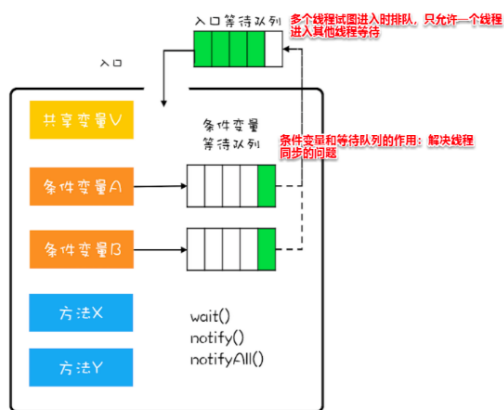 入口等待队列
多个线程试图进入时排队，只允许一个线程
进入其他线程等待
入口
共享变量V
条件变量
等待队列
条件变量和等待队列的作用：解决线程
同步的问题
条件变量A
条件变量B
方法X
方法Y
wait()
notify()
notifyAll()